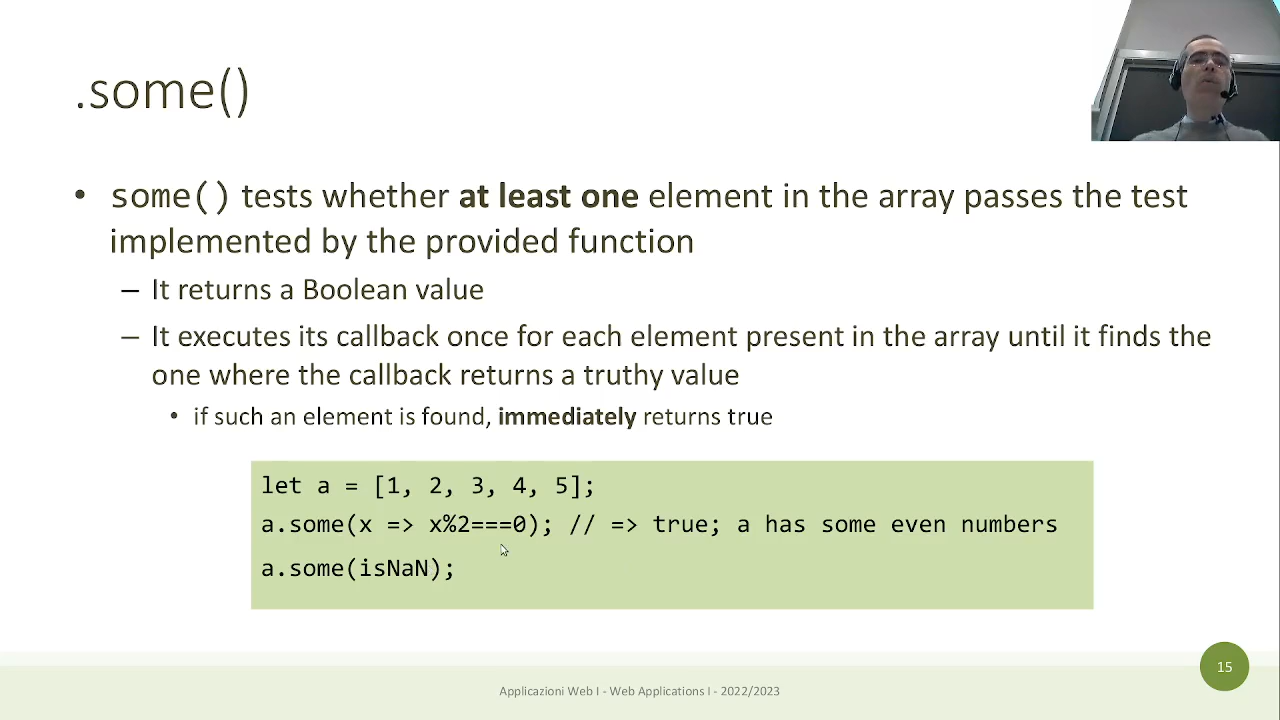 .some()
• some() tests whether at least one element in the array passes the test
implemented by the provided function
– It returns a Boolean value
– It executes its callback once for each element present in the array until it finds the
one where the callback returns a truthy value
• if such an element is found, immediately returns true
let a = [1, 2, 3, 4, 5];
a.some(x => x%2===0); // => true; a has some even numbers
a.some(isNaN);
15
Applicazioni Web I - Web Applications I - 2022/2023